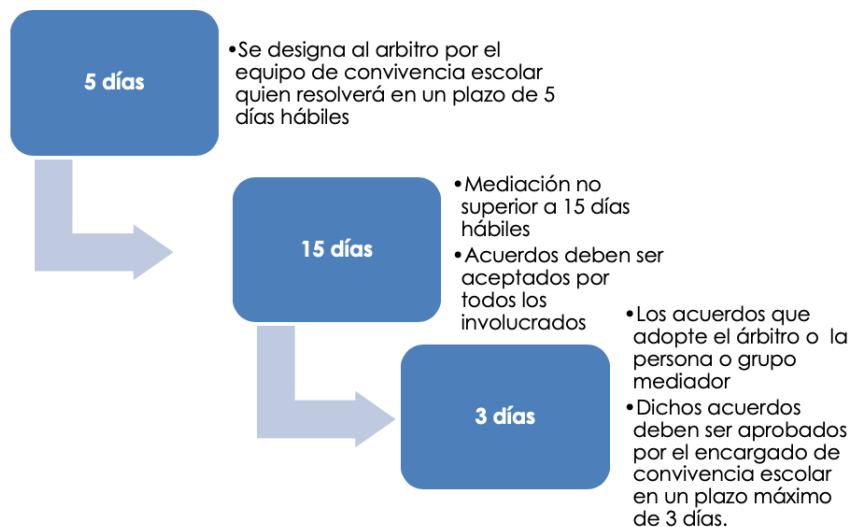 5 días
•Se designa al arbitro por el
equipo de convivencia escolar
quien resolverá en un plazo de 5
días hábiles
15 días
•Mediación no
superior a 15 días
hábiles
•Acuerdos deben ser
aceptados por
todos los
involucrados
3 días
•Los acuerdos que
adopte el árbitro o la
persona o grupo
mediador
•Dichos acuerdos
deben ser aprobados
por el encargado de
convivencia escolar
en un plazo máximo
de 3 días.